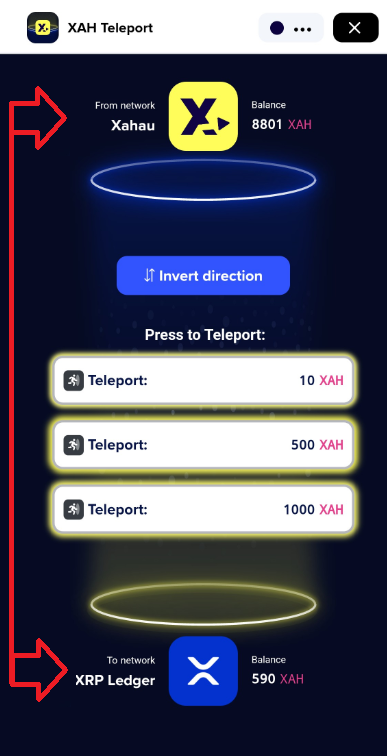 XAH Teleport
From network
Xahau
Balance
8801 XAH
Invert direction
Press to Teleport:
Teleport: 10 XAH
Teleport: 500 XAH
Teleport: 1000 XAH
To network
XRP Ledger
Balance
590 XAH